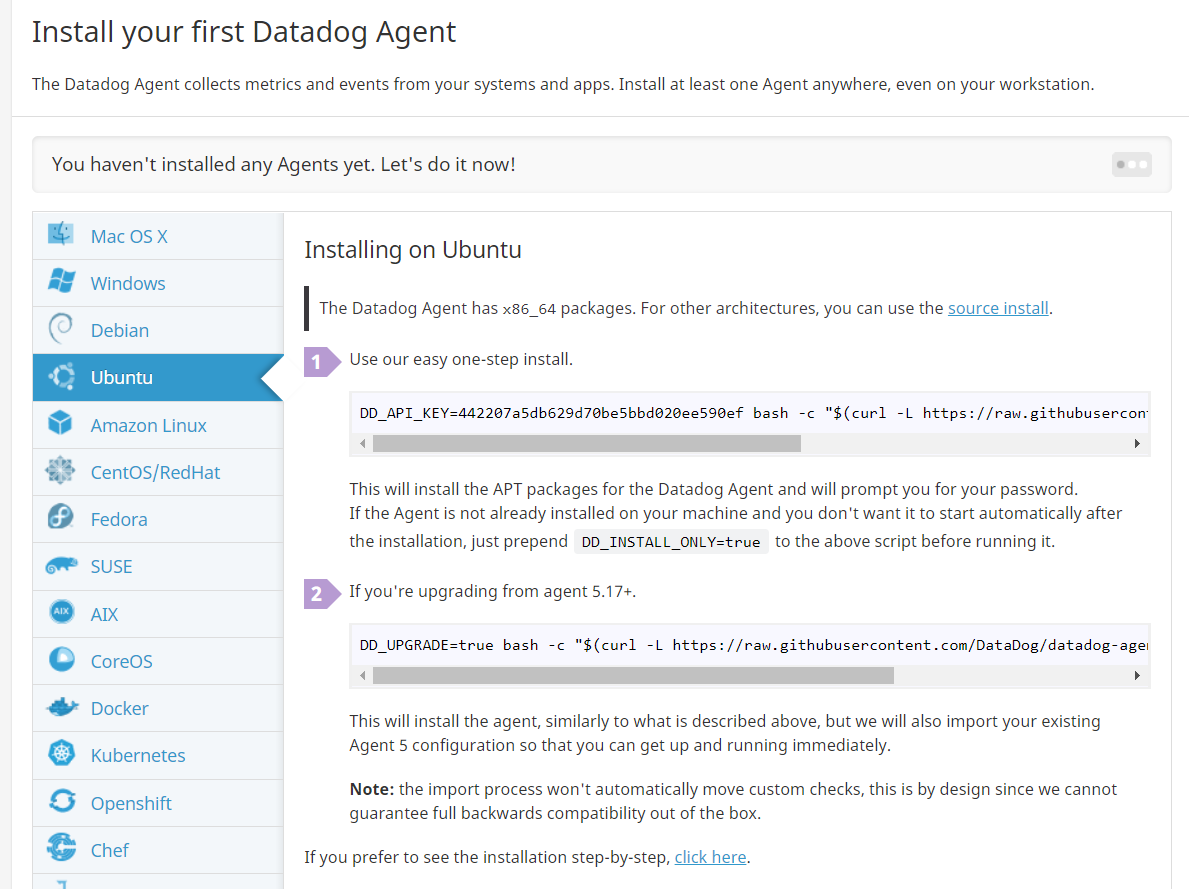 Install your first Datadog Agent
The Datadog Agent collects metrics and events from your systems and apps. Install at least one Agent anywhere, even on your workstation.
You haven't installed any Agents yet. Let's do it now!
Mac OS X
Windows
Debian
Ubuntu
Amazon Linux
CentOS/RedHat
Fedora
SUSE
AIX
AIX
CoreOS
Docker
Kubernetes
Openshift
Chef
Installing on Ubuntu
The Datadog Agent has x86_64 packages. For other architectures, you can use the source install.
1 Use our easy one-step install.
DD_API_KEY=442207a5db629d70be5bbd020ee590ef bash -c "$(curl -L https://raw.githubusercont
This will install the APT packages for the Datadog Agent and will prompt you for your password.
If the Agent is not already installed on your machine and you don't want it to start automatically after
the installation, just prepend DD_INSTALL_ONLY=true to the above script before running it.
2 If you're upgrading from agent 5.17+.
DD_UPGRADE=true bash -c "$(curl -L https://raw.githubusercontent.com/DataDog/datadog-age
This will install the agent, similarly to what is described above, but we will also import your existing
Agent 5 configuration so that you can get up and running immediately.
Note: the import process won't automatically move custom checks, this is by design since we cannot
guarantee full backwards compatibility out of the box.
If you prefer to see the installation step-by-step, click here.